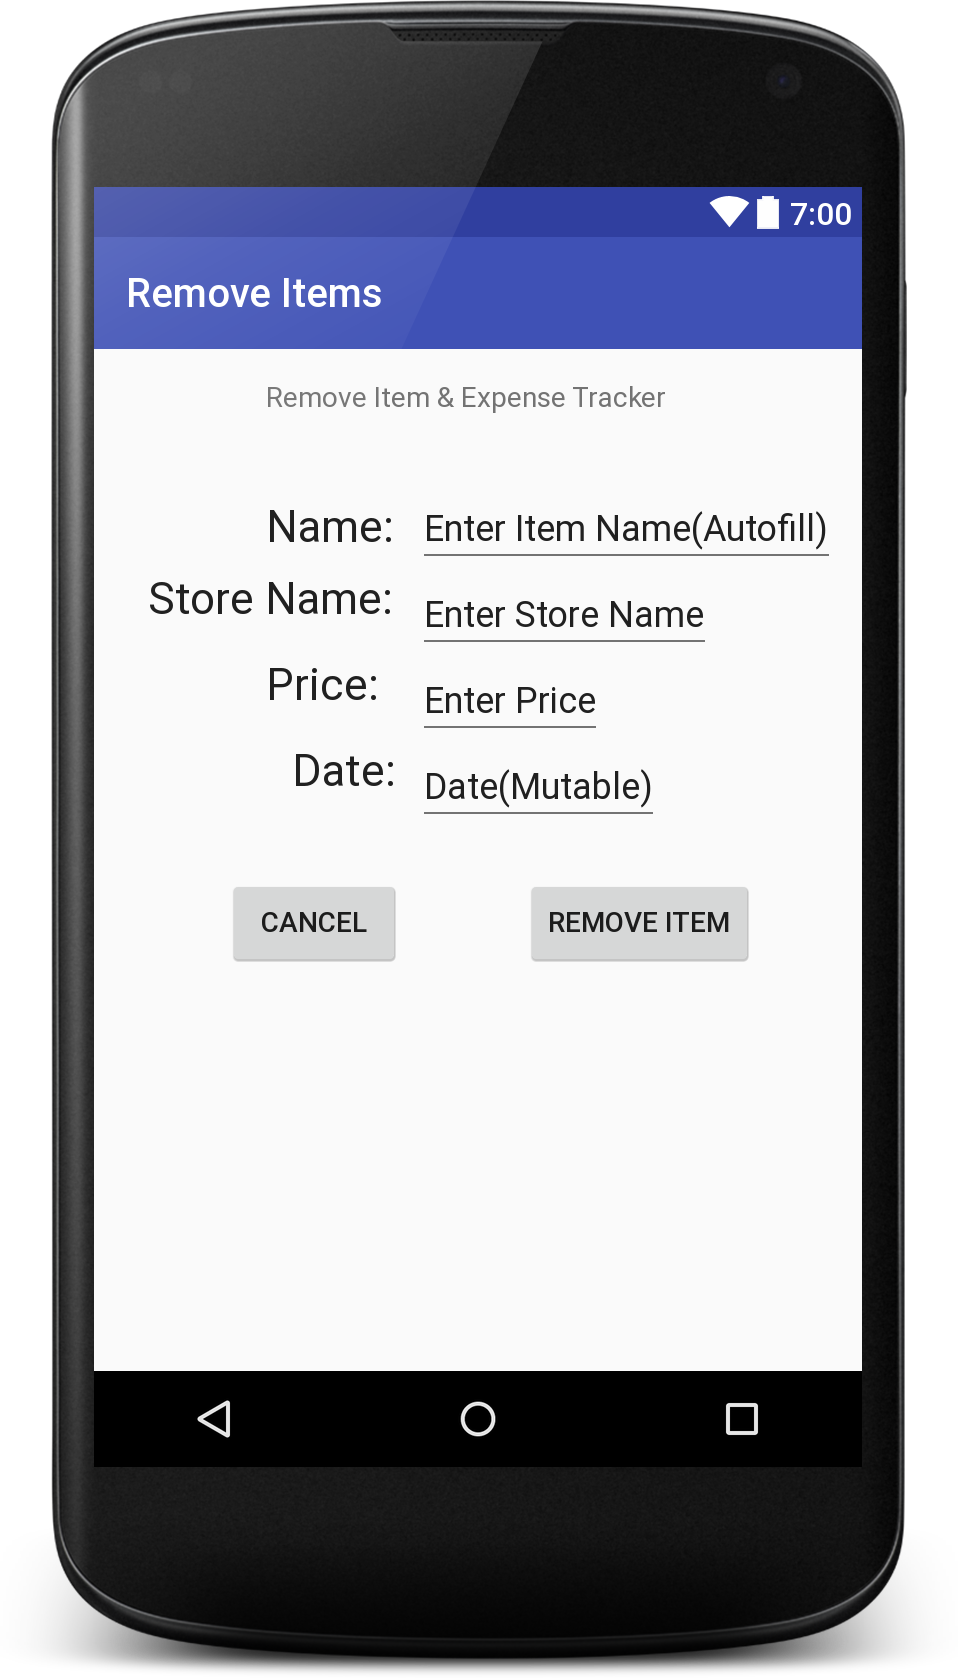 7:00
Remove Items
Remove Item & Expense Tracker
Name: Enter Item Name(Autofill)
Store Name: Enter Store Name
Price: Enter Price
Date: Date(Mutable)
CANCEL REMOVE ITEM